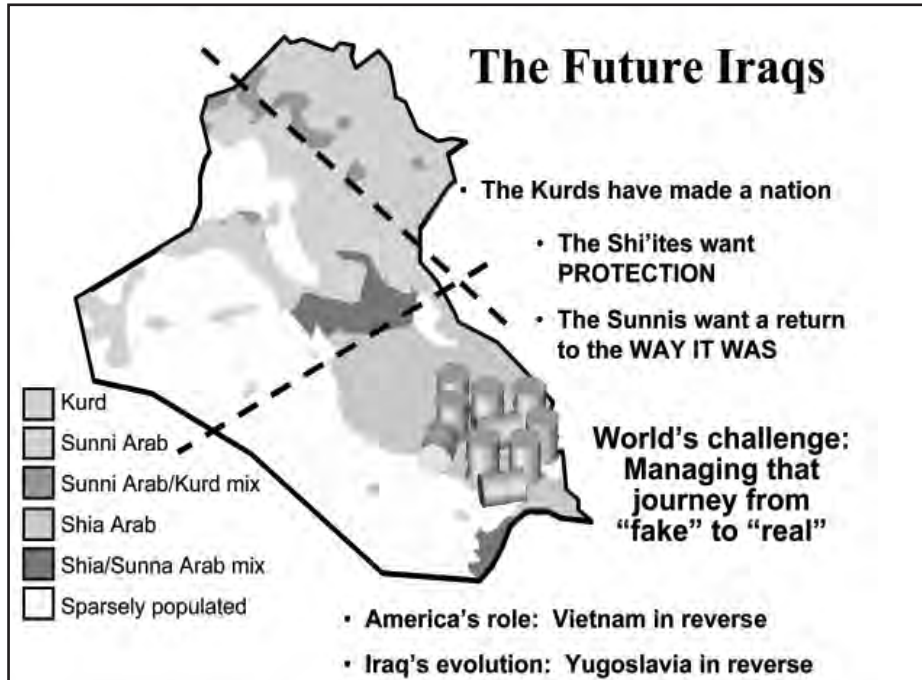 The Future Iraqs
· The Kurds have made a nation
· The Shi'ites want
PROTECTION
· The Sunnis want a return
to the WAY IT WAS
Kurd
Sunni Arab
Sunni Arab/Kurd mix
Shia Arab
Shia/Sunna Arab mix
Sparsely populated
World's challenge:
Managing that
journey from
“fake” to “real”
· America's role:  Vietnam in reverse
· Iraq's evolution:  Yugoslavia in reverse